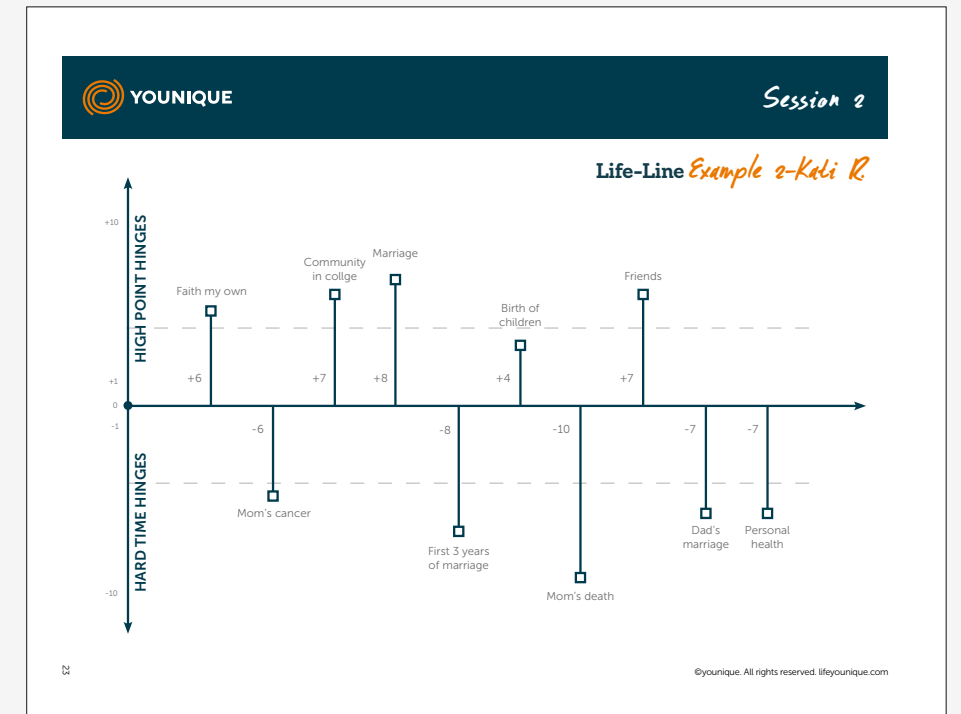 YOUNIQUE
Session 2
Life-Line Example 2-Kati R.
HIGH POINT HINGES
HARD TIME HINGES
+10
+1
0
-1
-10
Faith my own
+6
Mom's cancer
-6
Community
in collge
+7
Marriage
+8
First 3 years
of marriage
-8
Birth of
children
+4
Mom's death
-10
Friends
+7
Dad's
marriage
-7
Personal
health
-7
23
©younique. All rights reserved. lifeyounique.com